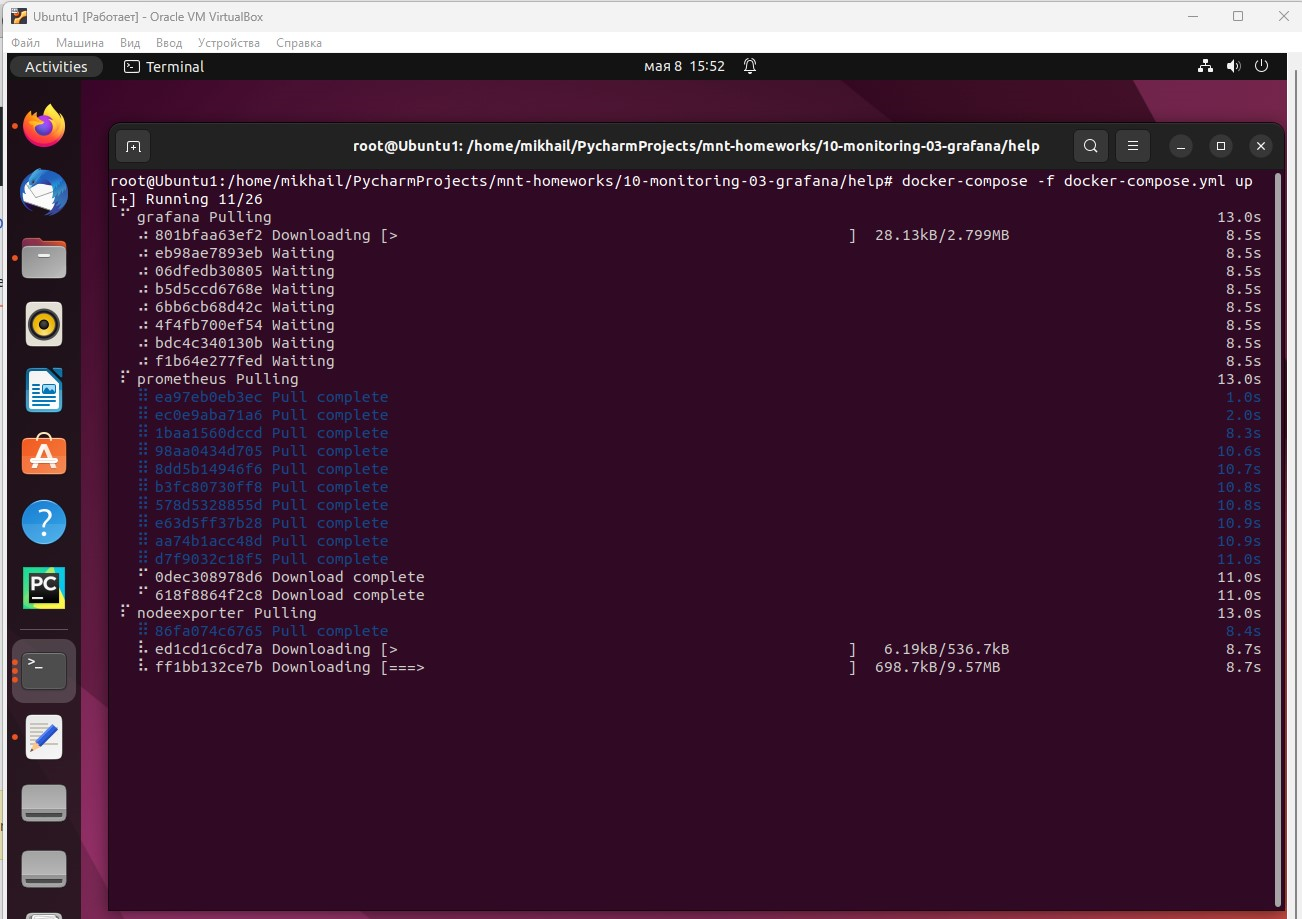 Ubuntu1 [Работает] - Oracle VM VirtualBox
Файл Машина Вид Ввод Устройства Справка
Activities Terminal мая 8 15:52
root@Ubuntu1: /home/mikhail/PycharmProjects/mnt-homeworks/10-monitoring-03-grafana/help
root@Ubuntu1:/home/mikhail/PycharmProjects/mnt-homeworks/10-monitoring-03-grafana/help# docker-compose -f docker-compose.yml up
[+] Running 11/26
grafana Pulling 13.0s
801bfaa63ef2 Downloading [> ] 28.13kB/2.799MB 8.5s
eb98ae7893eb Waiting 8.5s
06dfedb30805 Waiting 8.5s
b5d5ccd6768e Waiting 8.5s
6bb6cb68d42c Waiting 8.5s
4f4fb700ef54 Waiting 8.5s
bdc4c340130b Waiting 8.5s
f1b64e277fed Waiting 8.5s
prometheus Pulling 13.0s
ea97eb0eb3ec Pull complete 1.0s
ec0e9aba71a6 Pull complete 2.0s
1baa1560dccd Pull complete 8.3s
98aa0434d705 Pull complete 10.6s
8dd5b14946f6 Pull complete 10.7s
b3fc80730ff8 Pull complete 10.8s
578d5328855d Pull complete 10.8s
e63d5ff37b28 Pull complete 10.9s
aa74b1acc48d Pull complete 10.9s
d7f9032c18f5 Pull complete 11.0s
0dec308978d6 Download complete 11.0s
618f8864f2c8 Download complete 11.0s
nodeexporter Pulling 13.0s
86fa074c6765 Pull complete 8.4s
ed1cd1c6cd7a Downloading [> ] 6.19kB/536.7kB 8.7s
ff1bb132ce7b Downloading [===> ] 698.7kB/9.57MB 8.7s
PC